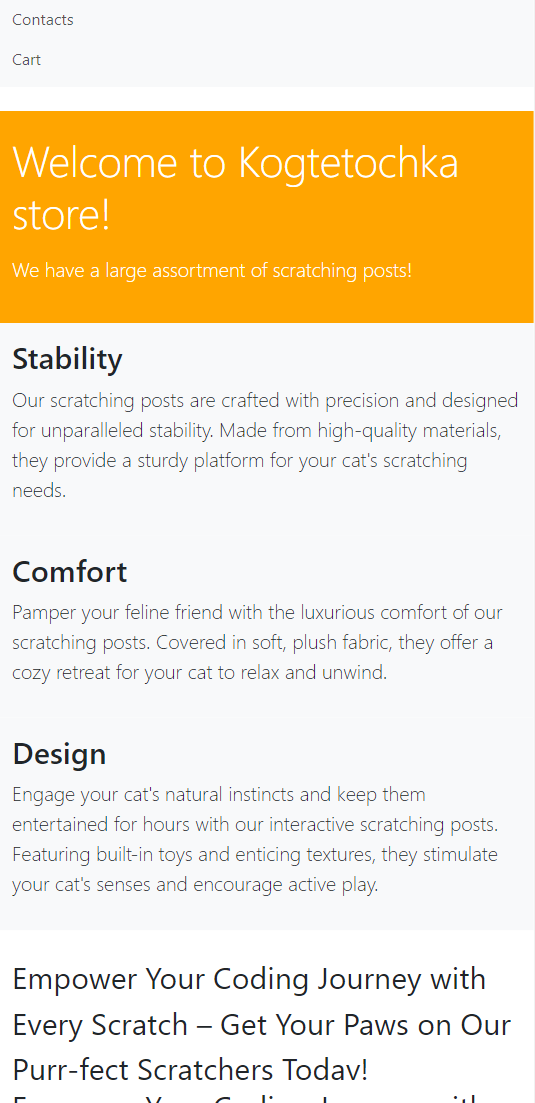 Contacts
Cart
Welcome to Kogtetochka
store!
We have a large assortment of scratching posts!
Stability
Our scratching posts are crafted with precision and designed
for unparalleled stability. Made from high-quality materials,
they provide a sturdy platform for your cat's scratching
needs.
Comfort
Pamper your feline friend with the luxurious comfort of our
scratching posts. Covered in soft, plush fabric, they offer a
cozy retreat for your cat to relax and unwind.
Design
Engage your cat's natural instincts and keep them
entertained for hours with our interactive scratching posts.
Featuring built-in toys and enticing textures, they stimulate
your cat's senses and encourage active play.
Empower Your Coding Journey with
Every Scratch – Get Your Paws on Our
Purr-fect Scratchers Today!
Empower Your Coding Journey with